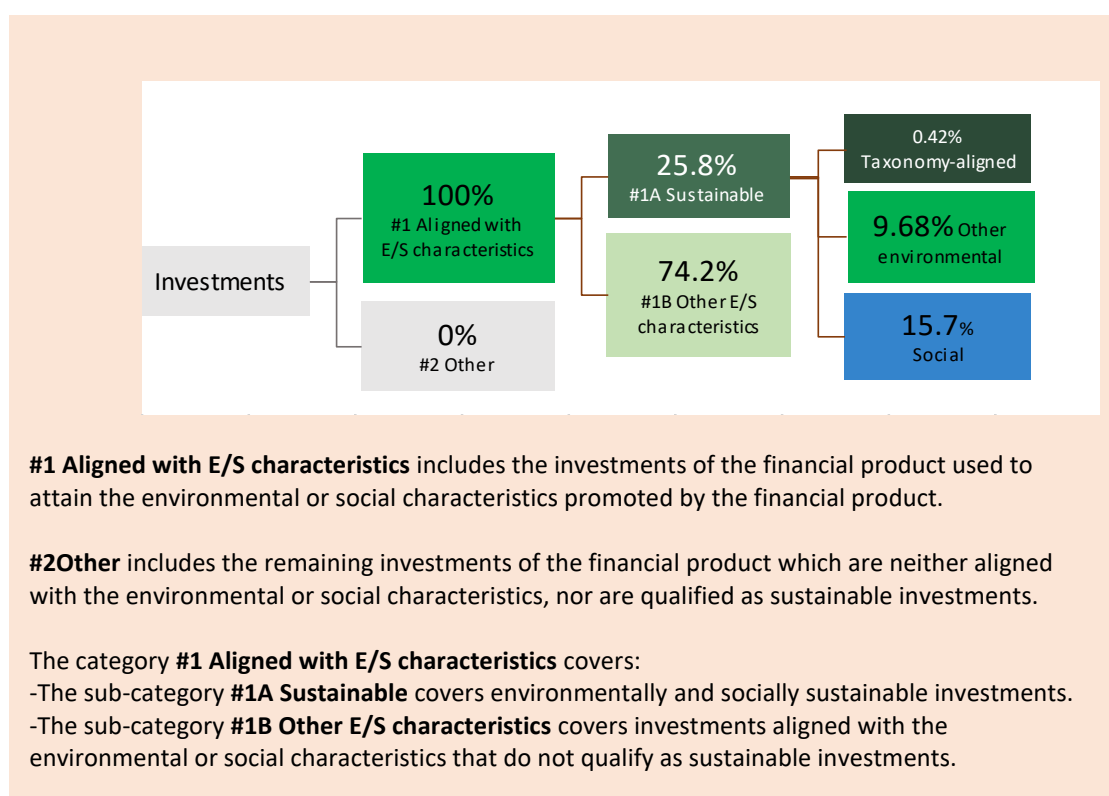 Investments
100%
#1 Aligned with
E/S characteristics
0%
#2 Other
25.8%
#1A Sustainable
74.2%
#1B Other E/S
characteristics
0.42%
Taxonomy-aligned
9.68% Other
environmental
15.7%
Social
#1 Aligned with E/S characteristics includes the investments of the financial product used to
attain the environmental or social characteristics promoted by the financial product.
#2Other includes the remaining investments of the financial product which are neither aligned
with the environmental or social characteristics, nor are qualified as sustainable investments.
The category #1 Aligned with E/S characteristics covers:
-The sub-category #1A Sustainable covers environmentally and socially sustainable investments.
-The sub-category #1B Other E/S characteristics covers investments aligned with the
environmental or social characteristics that do not qualify as sustainable investments.